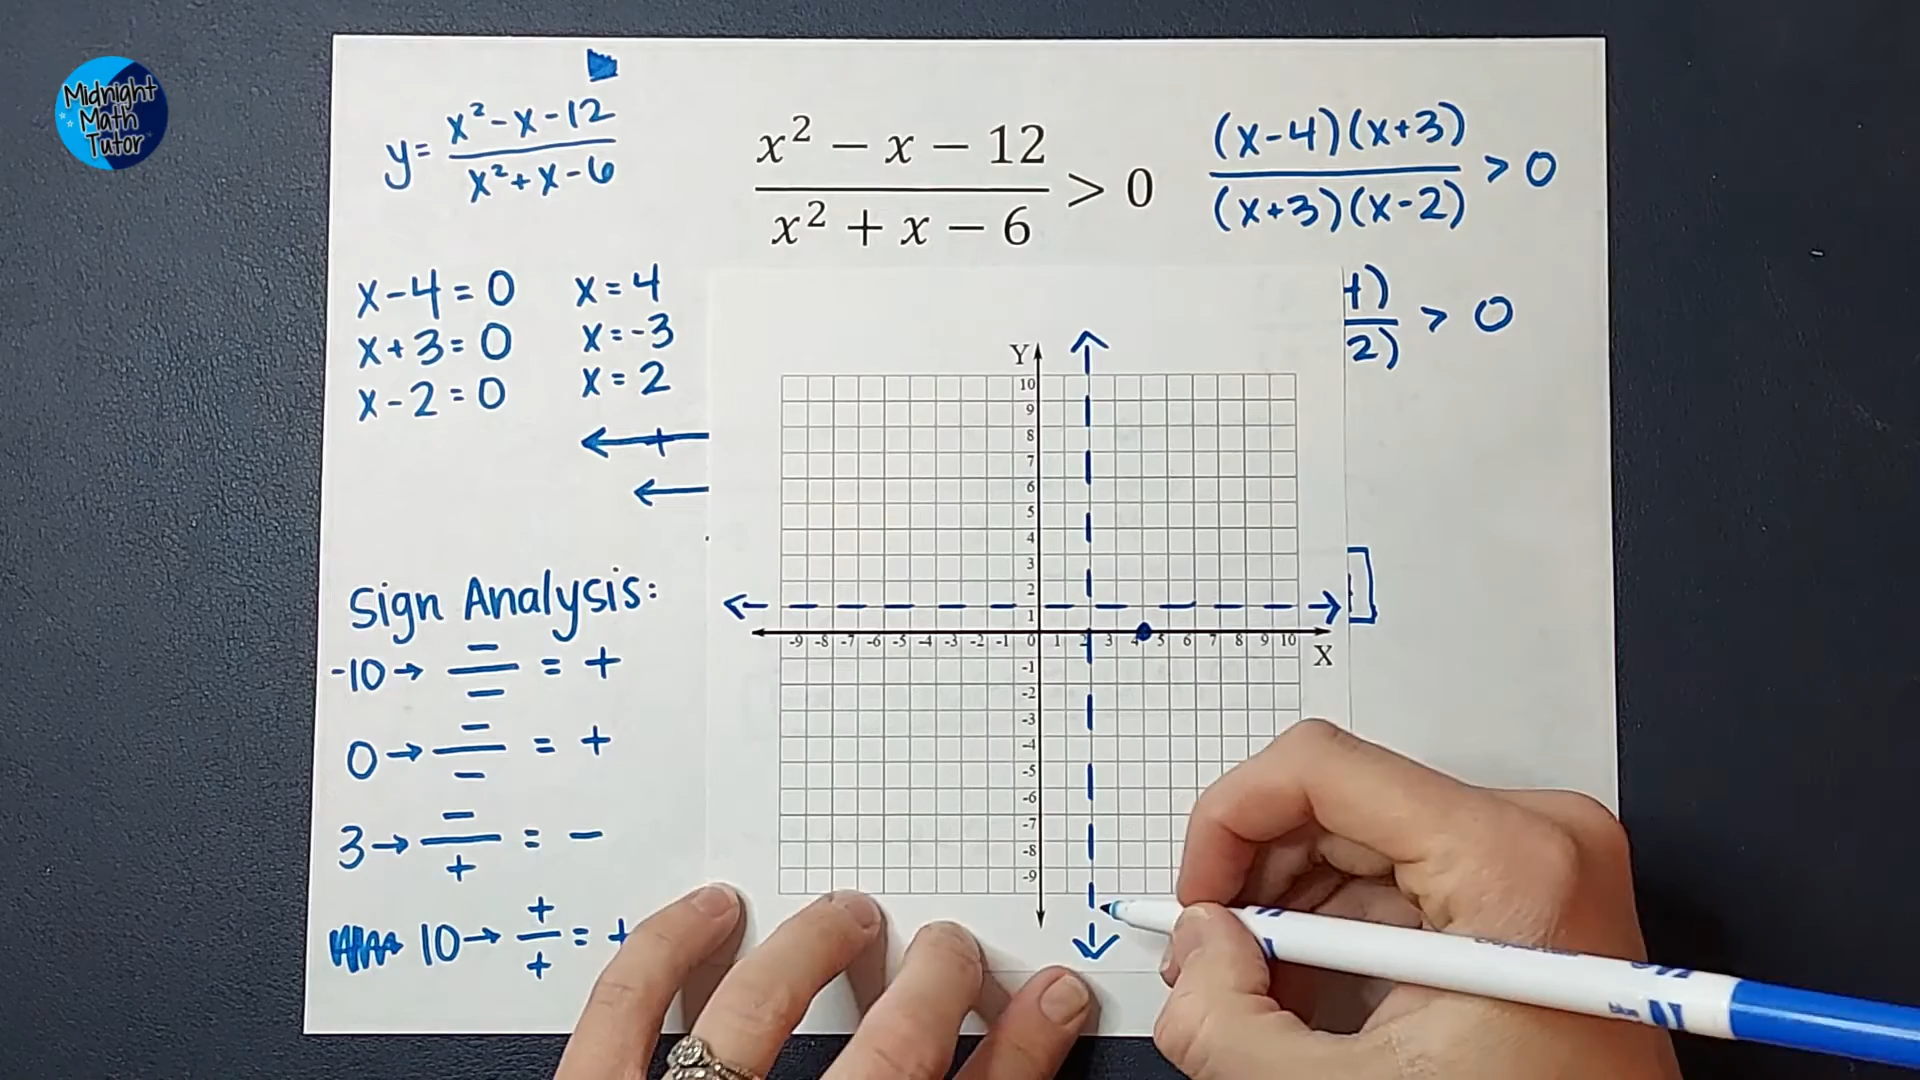 Midnight
Math
Tutor
y = x² - x - 12
x² + x - 6
x² − x − 12
x² + x − 6
> 0
(x-4)(x+3)
(x+3)(x-2)
> 0
x - 4 = 0 x = 4
x + 3 = 0 x = -3
x - 2 = 0 x = 2
2)
> 0
Y
10
9
8
7
6
5
4
3
2
1
-9 -8 -7 -6 -5 -4 -3 -2 -1 0 1 2 3 4 5 6 7 8 9 10
X
-1
-2
-3
-4
-5
-6
-7
-8
-9
Sign Analysis:
-10 → − / − = +
0 → − / − = +
3 → − / + = −
10 → + / + = +